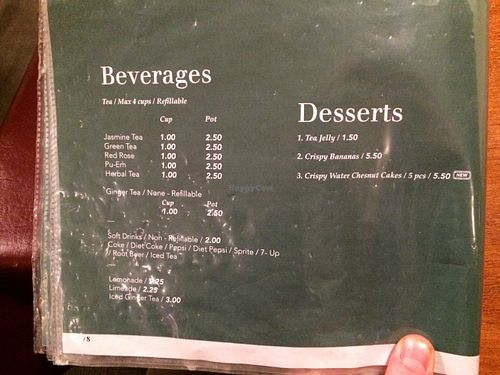 Beverages
Tea / Max 4 cups / Refillable
Cup Pot
Jasmine Tea 1.00 2.50
Green Tea 1.00 2.50
Red Rose 1.00 2.50
Pu-Erh 1.00 2.50
Herbal Tea 1.00 2.50
Ginger Tea / None - Refillable
Cup Pot
1.00 2.50
Soft Drinks / Non - Refillable / 2.00
Coke / Diet Coke / Pepsi / Diet Pepsi / Sprite / 7- Up
/ Root Beer / Iced Tea
Lemonade / 2.25
Limeade / 2.25
Iced Ginger Tea / 3.00
/ 8
Desserts
1. Tea Jelly / 1.50
2. Crispy Bananas / 5.50
3. Crispy Water Chesnut Cakes / 5 pcs / 5.50 NEW
HappyCow